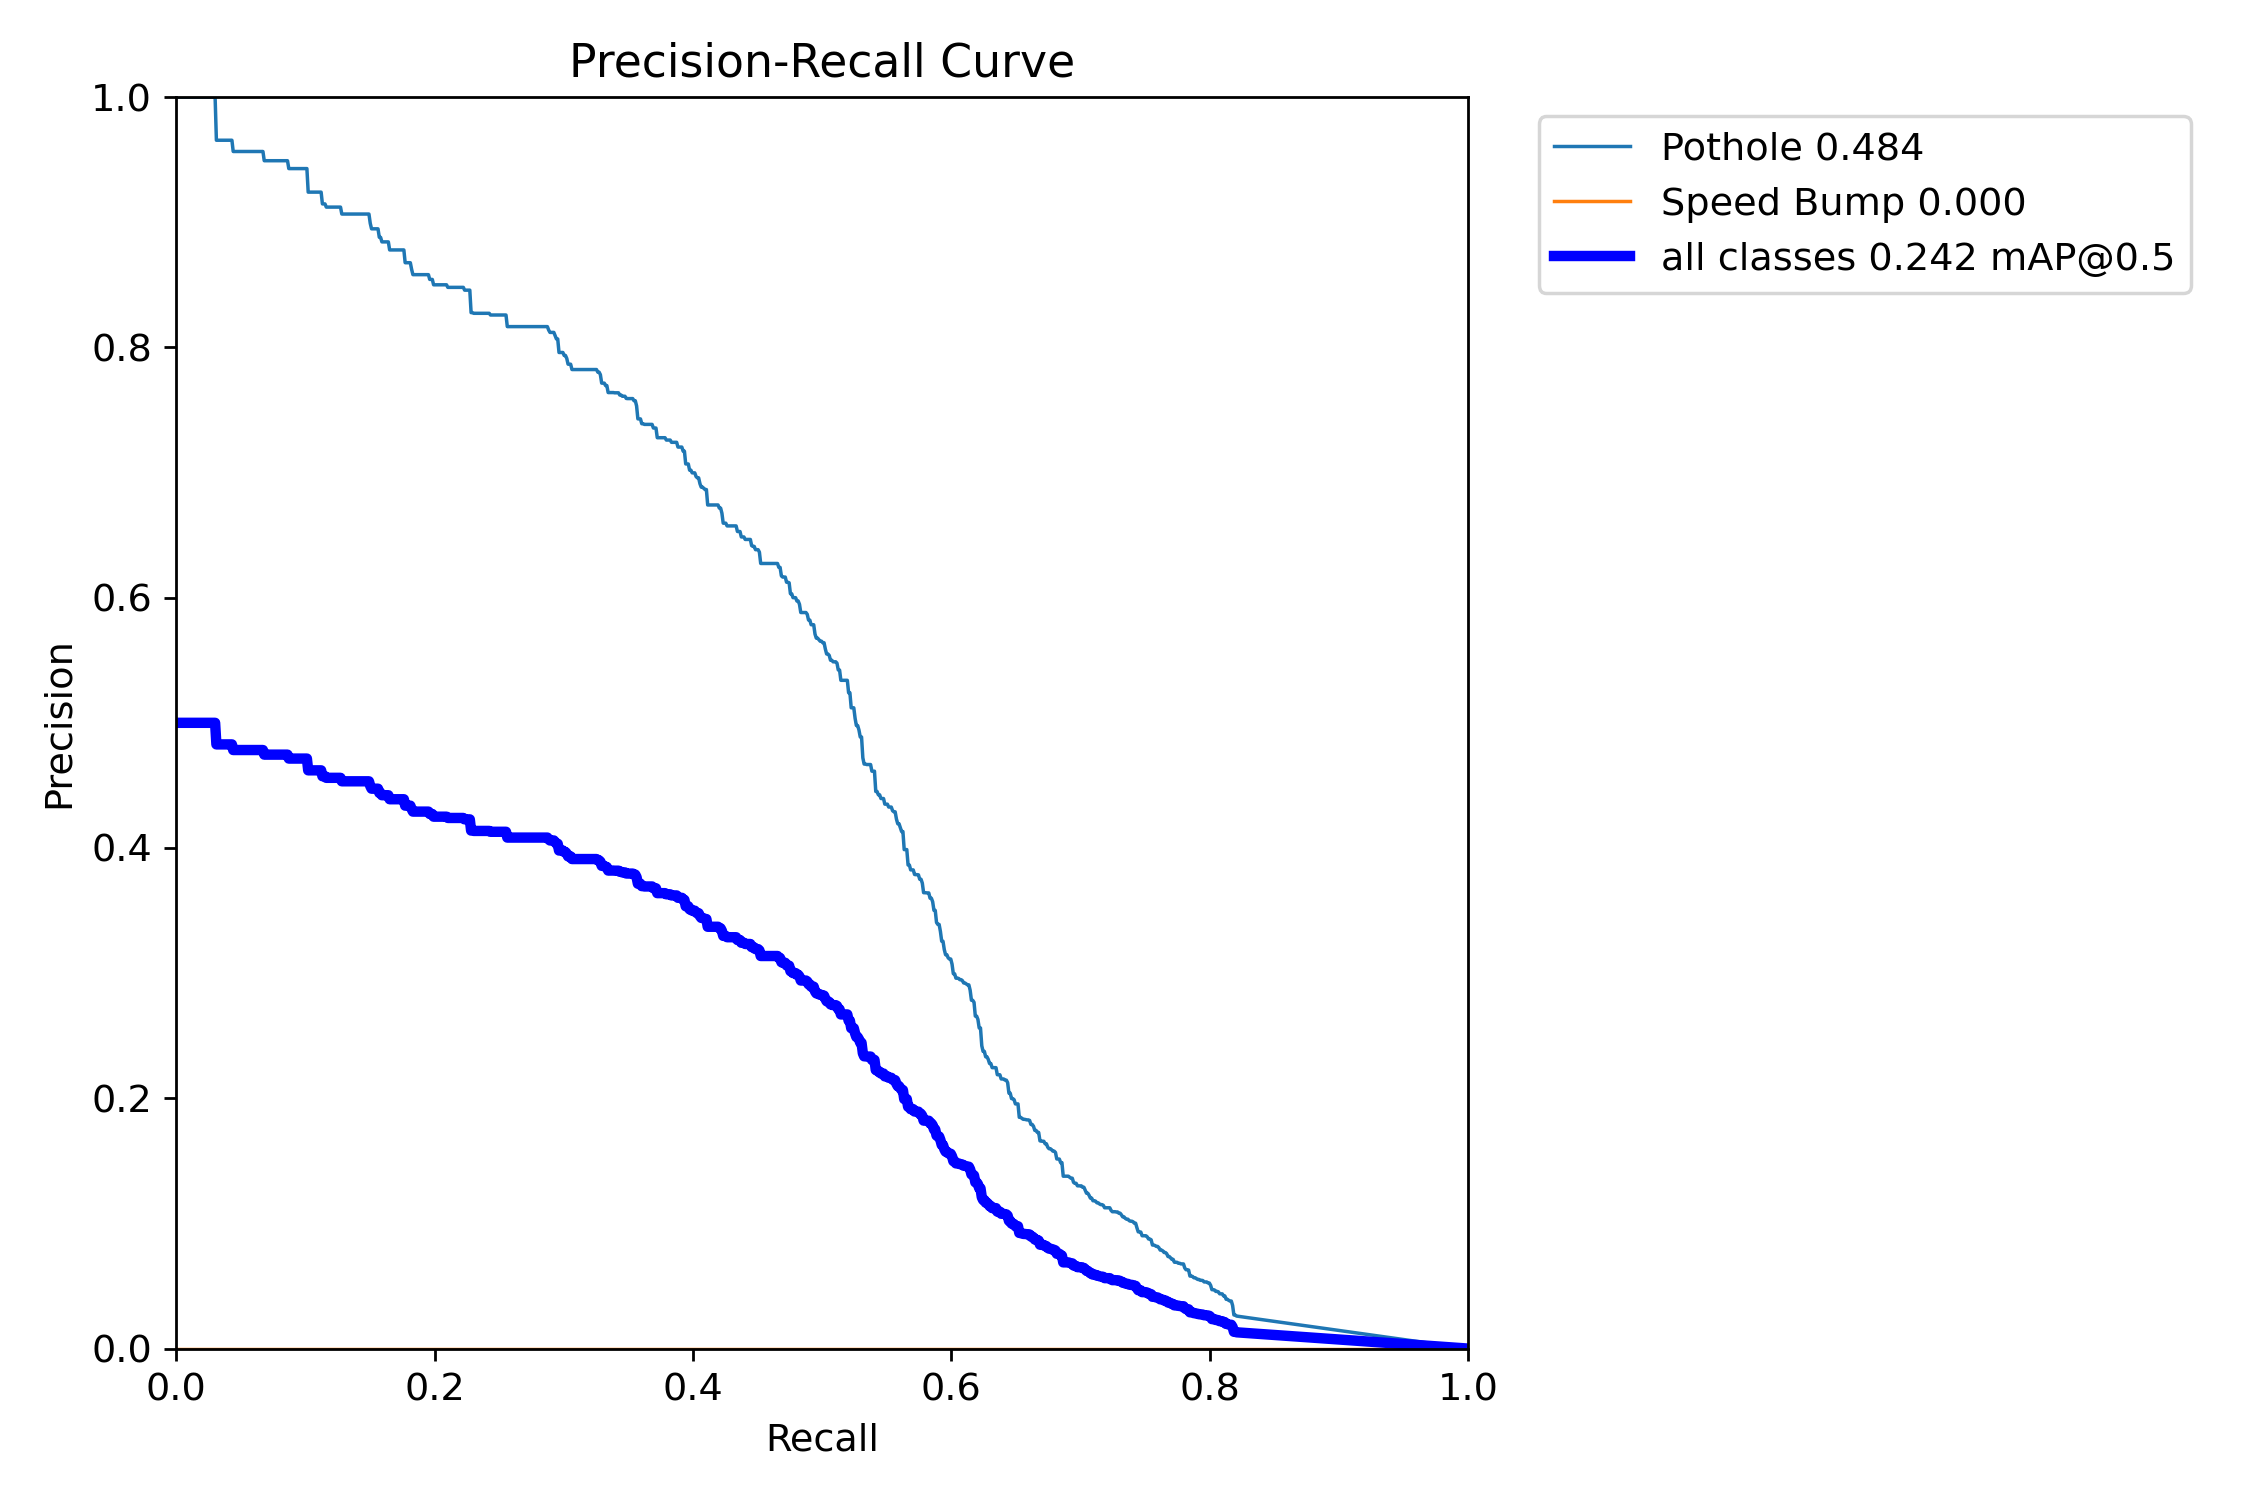 Precision-Recall Curve
1.0
0.8
0.6
0.4
0.2
0.0
Precision
0.0 0.2 0.4 0.6 0.8 1.0
Recall
Pothole 0.484
Speed Bump 0.000
all classes 0.242 mAP@0.5